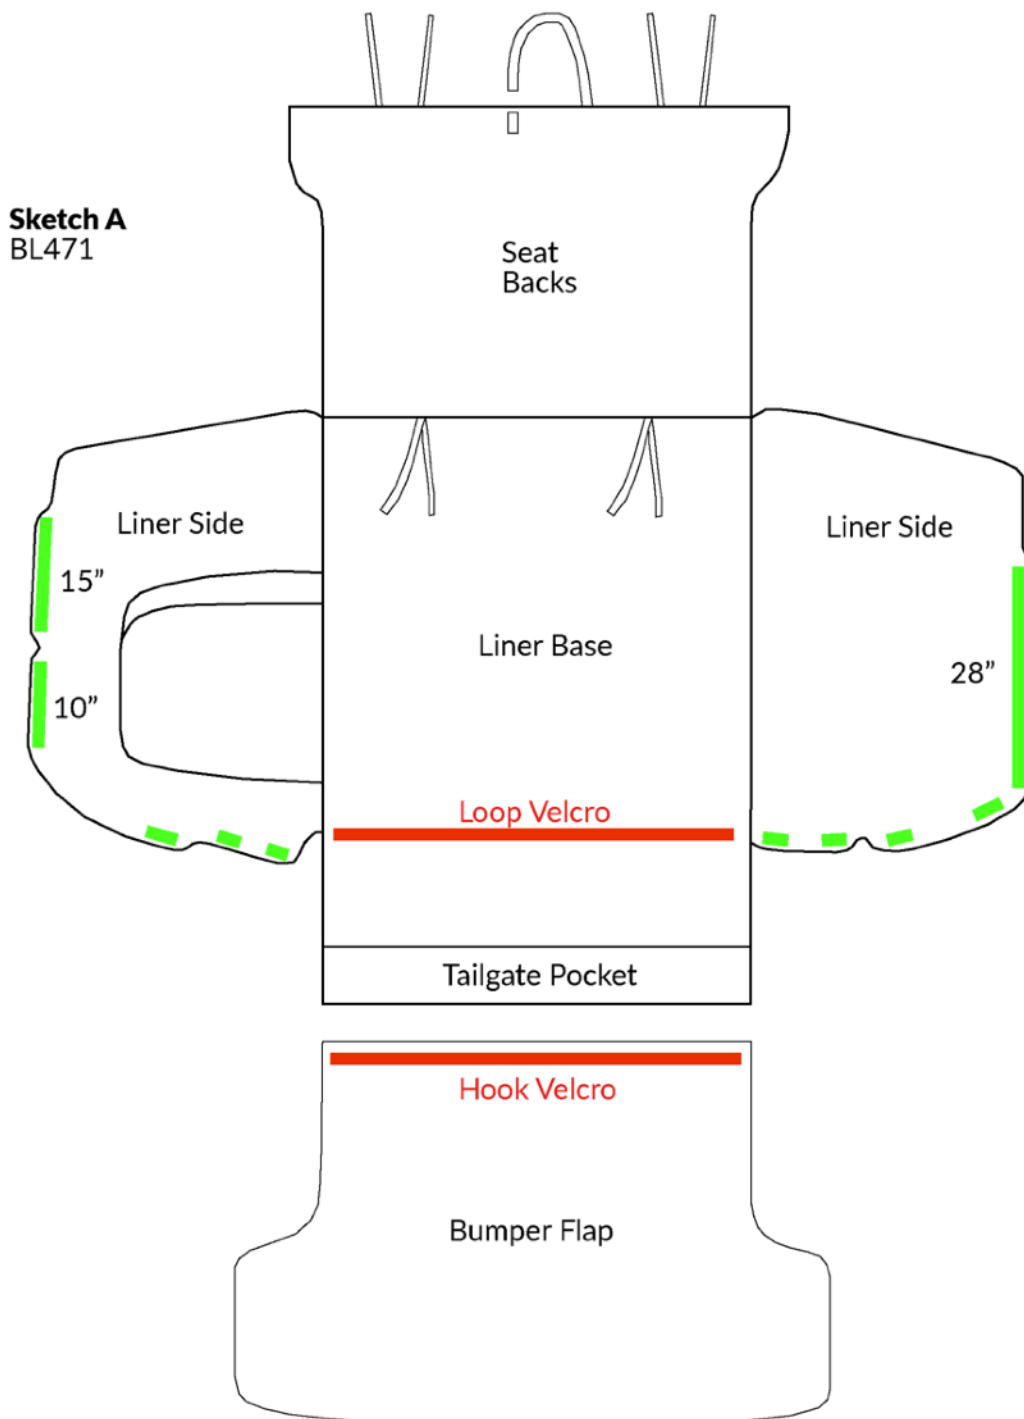 Sketch A
BL471
Seat
Backs
Liner Side
Liner Side
15”
Liner Base
28”
10”
Loop Velcro
Tailgate Pocket
Hook Velcro
Bumper Flap